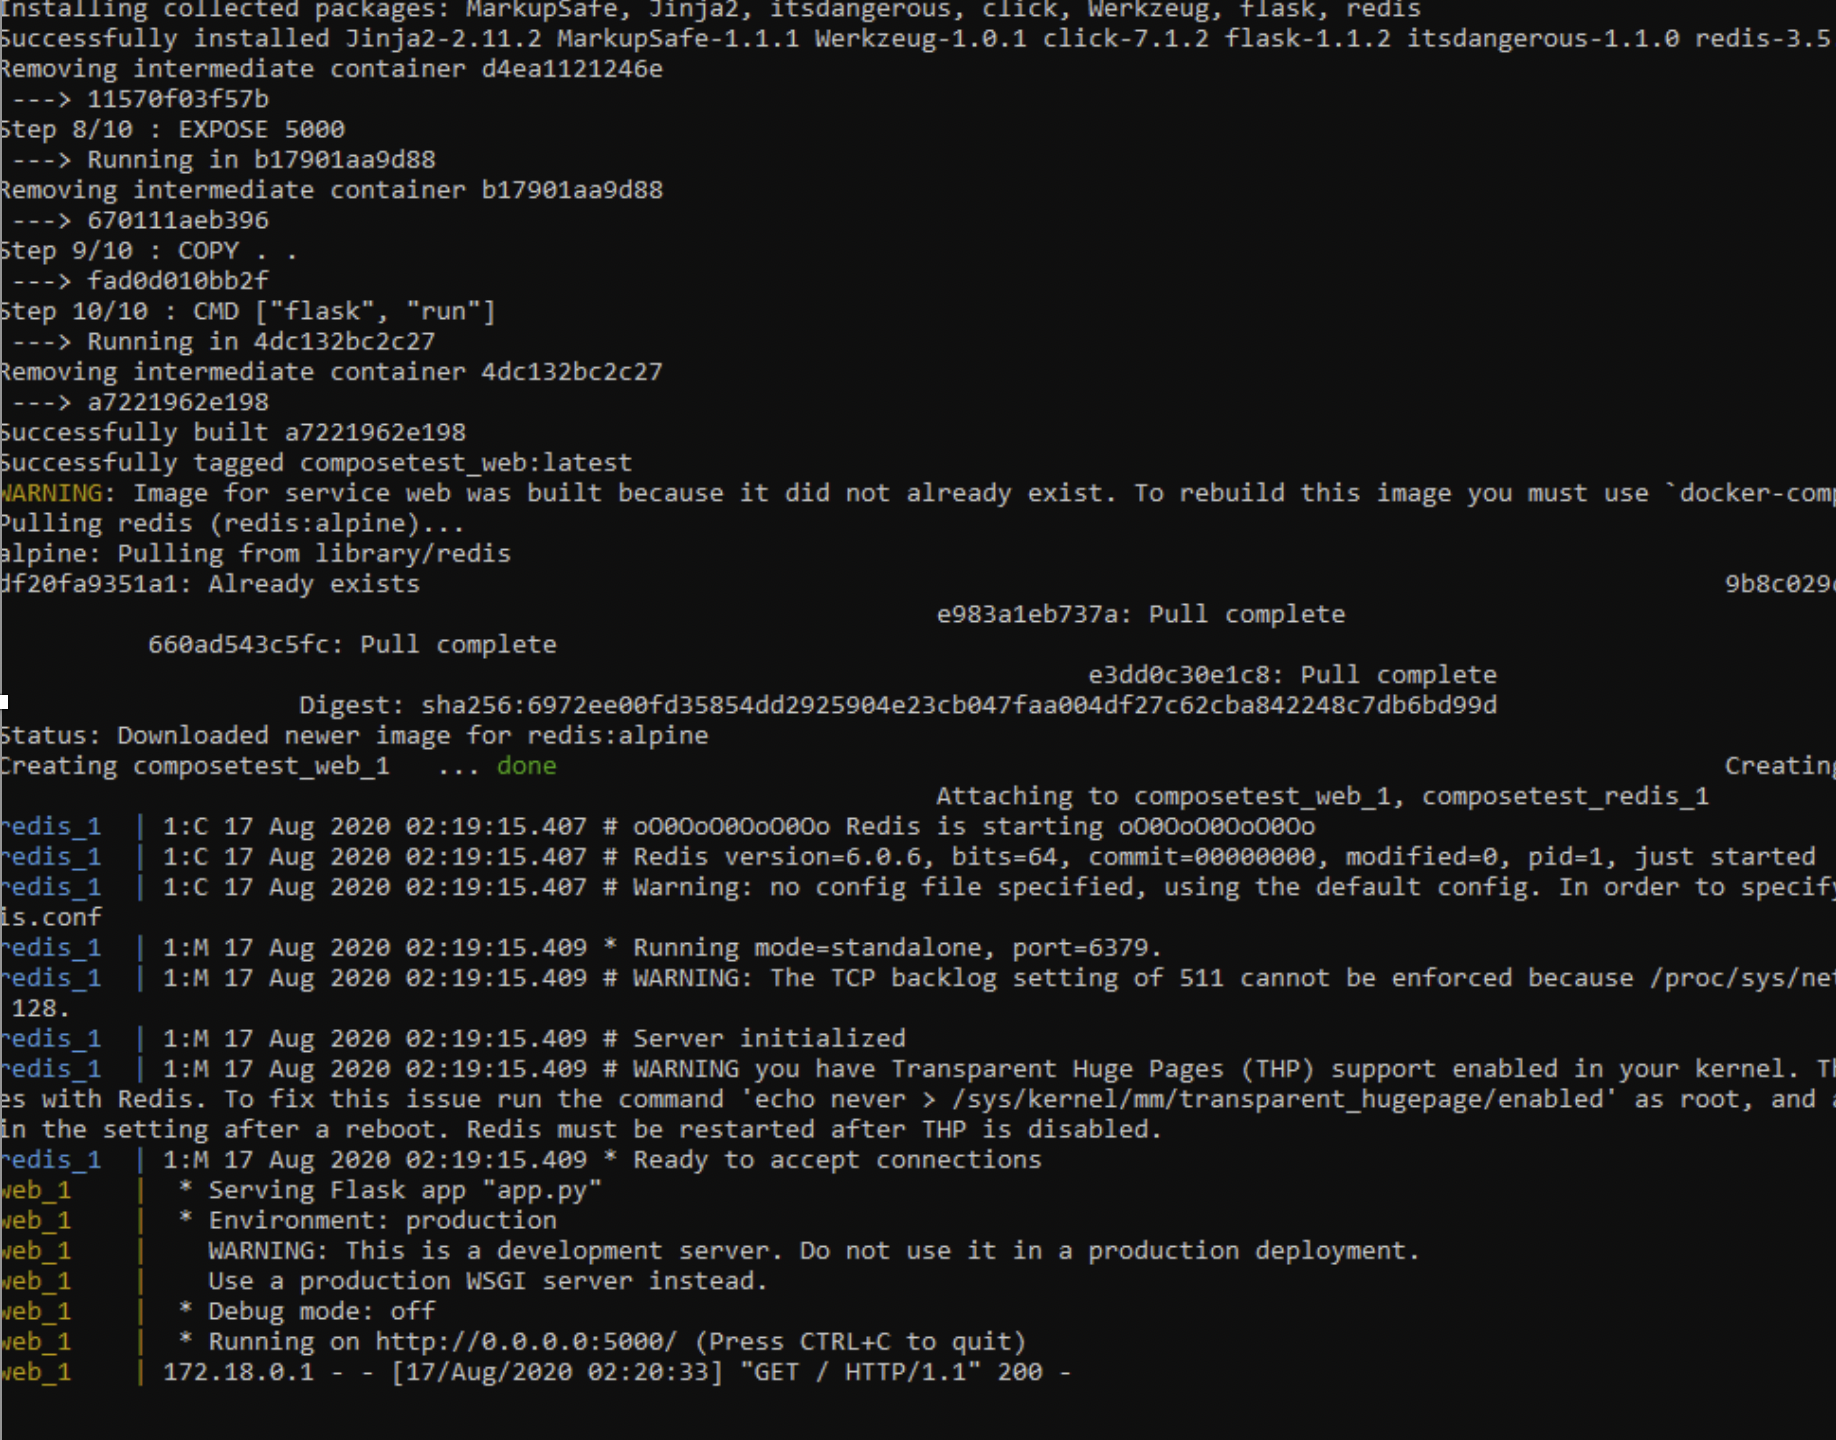 Installing collected packages: MarkupSafe, Jinja2, itsdangerous, click, Werkzeug, flask, redis
Successfully installed Jinja2-2.11.2 MarkupSafe-1.1.1 Werkzeug-1.0.1 click-7.1.2 flask-1.1.2 itsdangerous-1.1.0 redis-3.5
Removing intermediate container d4ea1121246e
---> 11570f03f57b
Step 8/10 : EXPOSE 5000
---> Running in b17901aa9d88
Removing intermediate container b17901aa9d88
---> 670111aeb396
Step 9/10 : COPY . .
---> fad0d010bb2f
Step 10/10 : CMD ["flask", "run"]
---> Running in 4dc132bc2c27
Removing intermediate container 4dc132bc2c27
---> a7221962e198
Successfully built a7221962e198
Successfully tagged composetest_web:latest
WARNING: Image for service web was built because it did not already exist. To rebuild this image you must use `docker-comp
Pulling redis (redis:alpine)...
alpine: Pulling from library/redis
df20fa9351a1: Already exists 9b8c029
e983a1eb737a: Pull complete
660ad543c5fc: Pull complete
e3dd0c30e1c8: Pull complete
Digest: sha256:6972ee00fd35854dd2925904e23cb047faa004df27c62cba842248c7db6bd99d
Status: Downloaded newer image for redis:alpine
Creating composetest_web_1 ... done Creating
Attaching to composetest_web_1, composetest_redis_1
redis_1 | 1:C 17 Aug 2020 02:19:15.407 # oO0OoO0OoO0Oo Redis is starting oO0OoO0OoO0Oo
redis_1 | 1:C 17 Aug 2020 02:19:15.407 # Redis version=6.0.6, bits=64, commit=00000000, modified=0, pid=1, just started
redis_1 | 1:C 17 Aug 2020 02:19:15.407 # Warning: no config file specified, using the default config. In order to specify
is.conf
redis_1 | 1:M 17 Aug 2020 02:19:15.409 * Running mode=standalone, port=6379.
redis_1 | 1:M 17 Aug 2020 02:19:15.409 # WARNING: The TCP backlog setting of 511 cannot be enforced because /proc/sys/net
128.
redis_1 | 1:M 17 Aug 2020 02:19:15.409 # Server initialized
redis_1 | 1:M 17 Aug 2020 02:19:15.409 # WARNING you have Transparent Huge Pages (THP) support enabled in your kernel. Th
es with Redis. To fix this issue run the command 'echo never > /sys/kernel/mm/transparent_hugepage/enabled' as root, and a
in the setting after a reboot. Redis must be restarted after THP is disabled.
redis_1 | 1:M 17 Aug 2020 02:19:15.409 * Ready to accept connections
web_1 | * Serving Flask app "app.py"
web_1 | * Environment: production
web_1 | WARNING: This is a development server. Do not use it in a production deployment.
web_1 | Use a production WSGI server instead.
web_1 | * Debug mode: off
web_1 | * Running on http://0.0.0.0:5000/ (Press CTRL+C to quit)
web_1 | 172.18.0.1 - - [17/Aug/2020 02:20:33] "GET / HTTP/1.1" 200 -